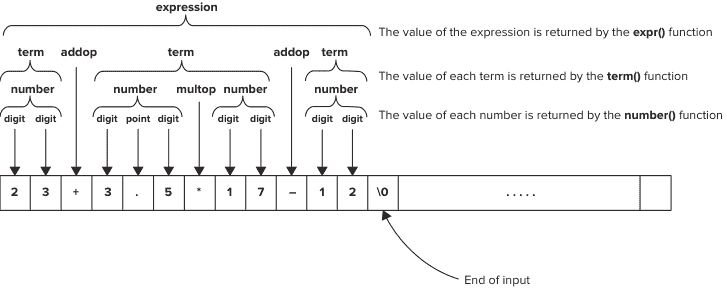 expression
The value of the expression is returned by the expr() function
term addop term addop term
The value of each term is returned by the term() function
number number multop number number
The value of each number is returned by the number() function
digit digit digit point digit digit digit digit digit
2 3 + 3 . 5 * 1 7 – 1 2 \0 . . . . .
End of input